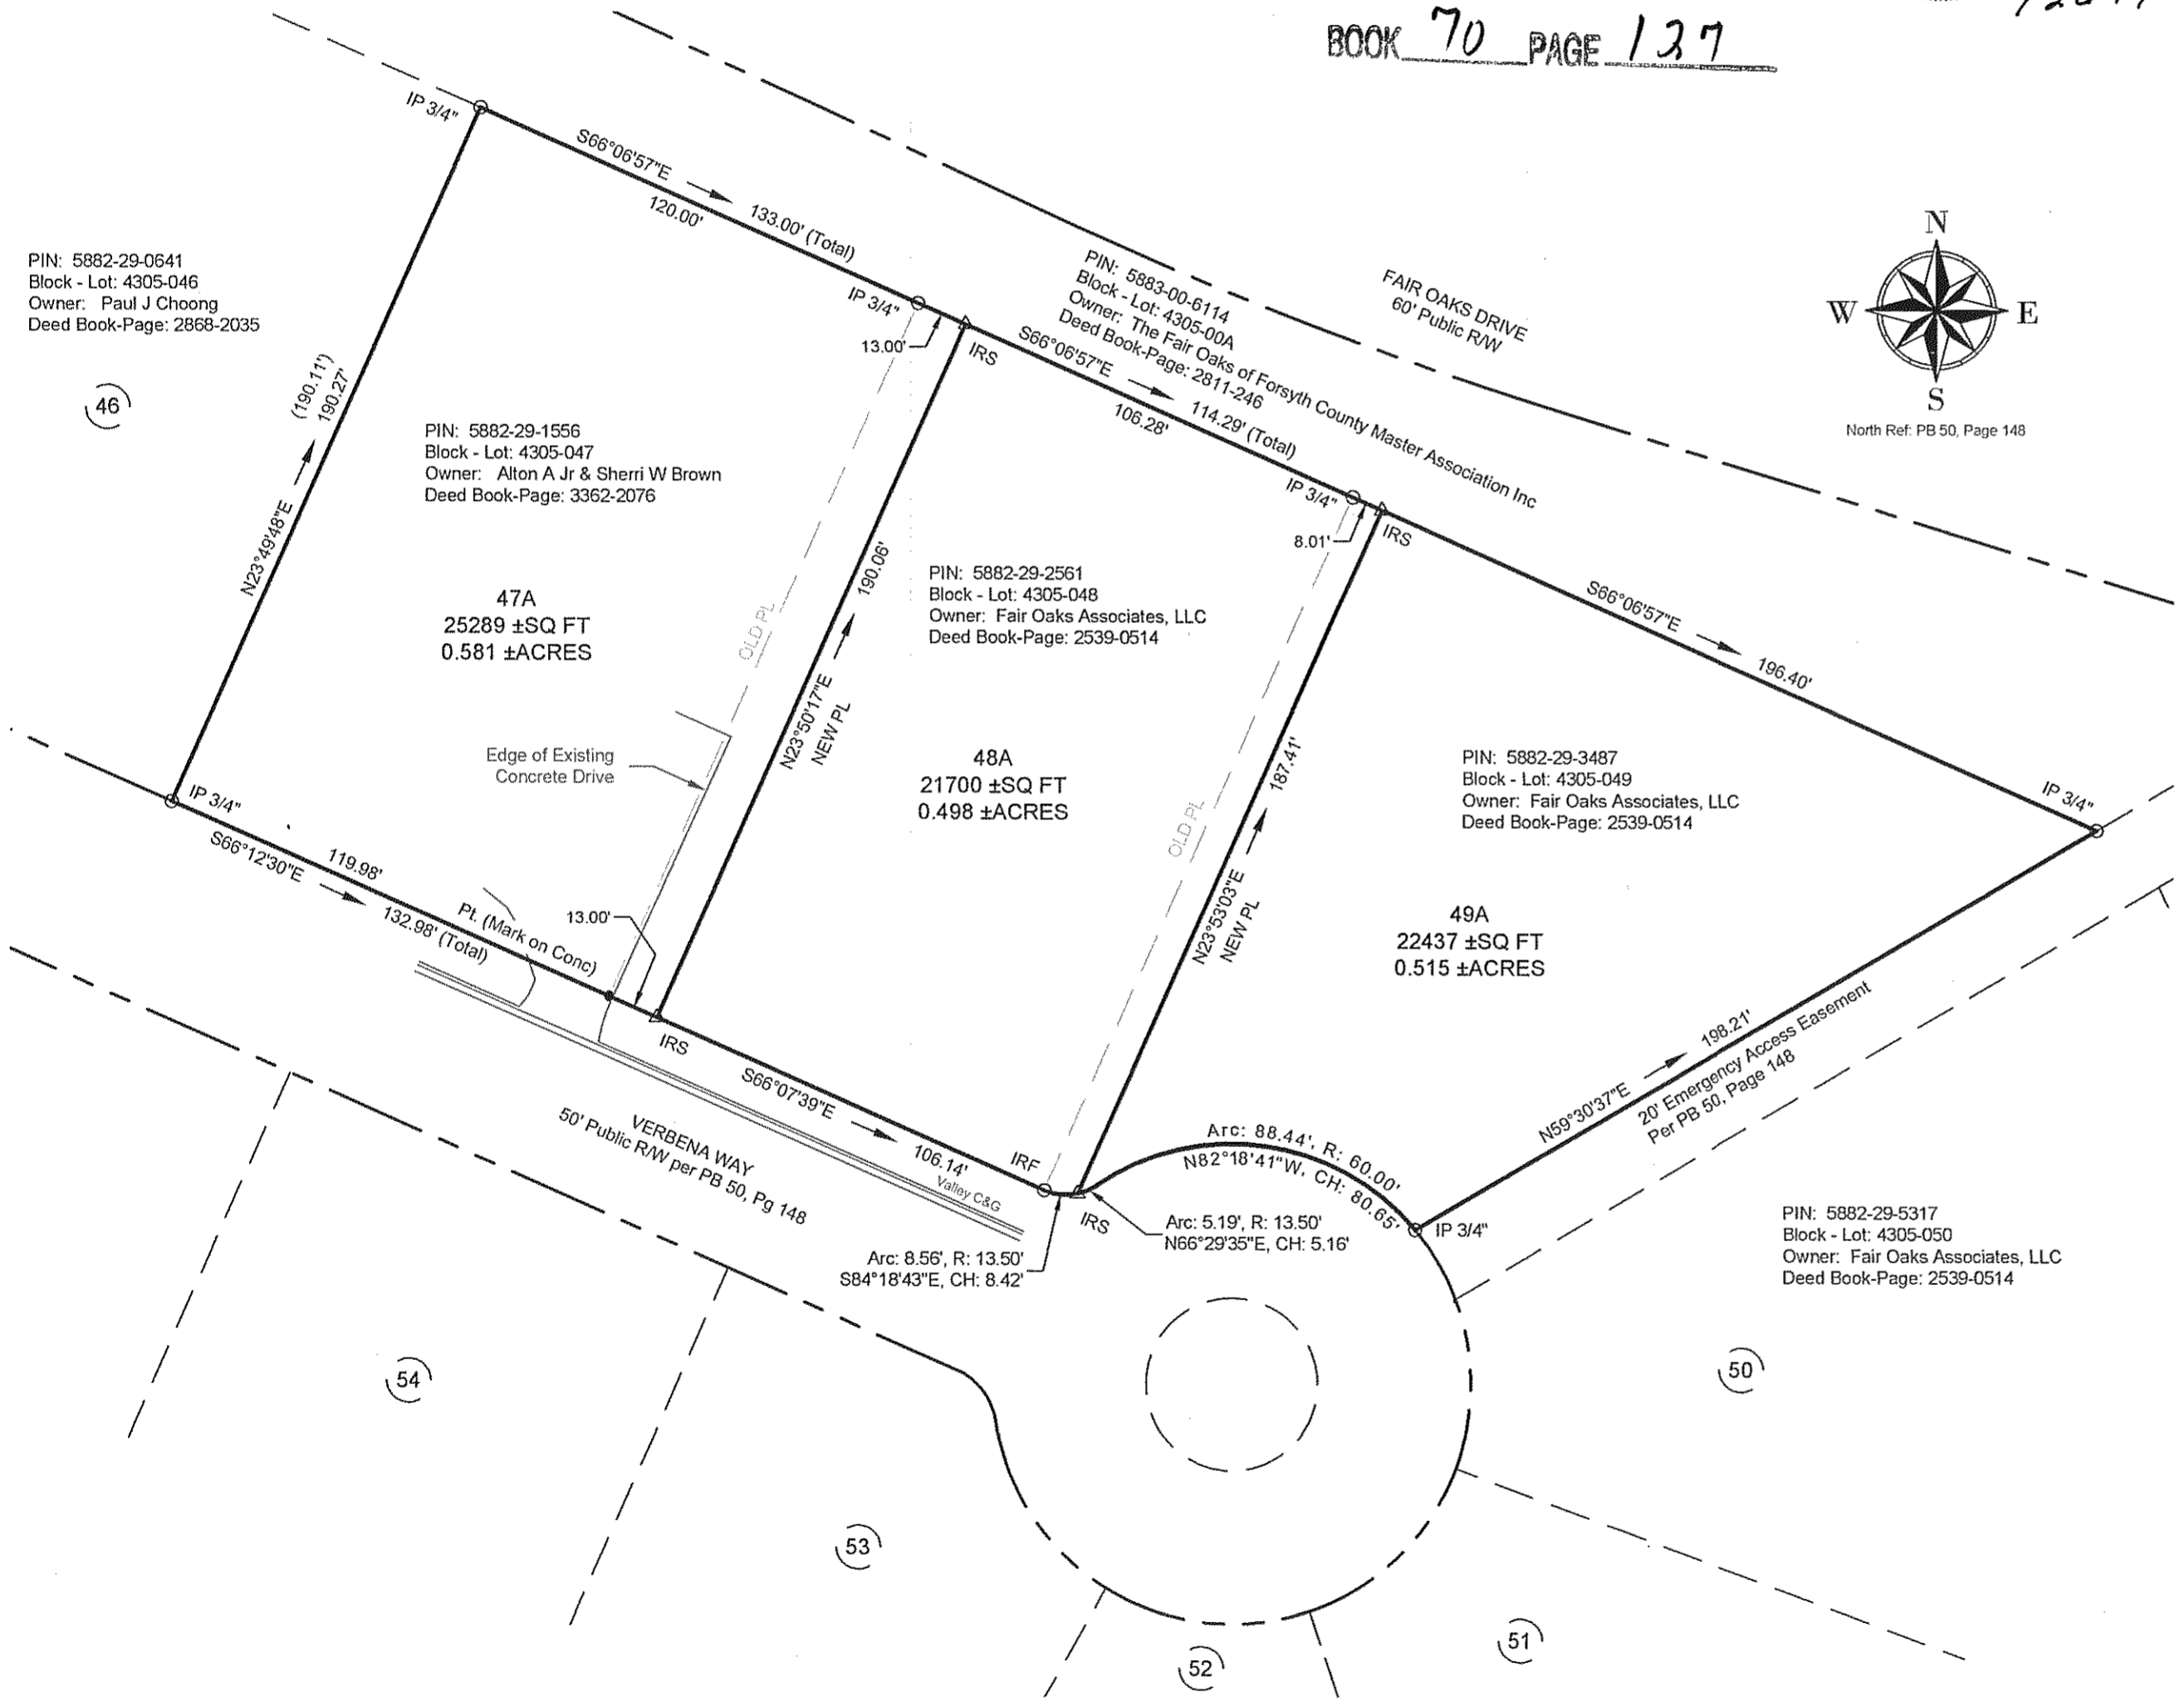 BOOK 70 PAGE 127
IP 3/4"
S66°06'57"E
120.00'
133.00' (Total)
IP 3/4"
13.00'
IRS
PIN: 5883-00-6114
Block - Lot: 4305-00A
Owner: The Fair Oaks of Forsyth County Master Association Inc
Deed Book-Page: 2811-246
FAIR OAKS DRIVE
60' Public R/W
S66°06'57"E
106.28'
114.29' (Total)
IP 3/4"
8.01'
IRS
N
W
E
S
North Ref: PB 50, Page 148
PIN: 5882-29-0641
Block - Lot: 4305-046
Owner: Paul J Choong
Deed Book-Page: 2868-2035
46
(190.11')
190.27'
N23°49'48"E
PIN: 5882-29-1556
Block - Lot: 4305-047
Owner: Alton A Jr & Sherri W Brown
Deed Book-Page: 3362-2076
47A
25289 ±SQ FT
0.581 ±ACRES
OLD PL
190.06'
N23°50'17"E
NEW PL
PIN: 5882-29-2561
Block - Lot: 4305-048
Owner: Fair Oaks Associates, LLC
Deed Book-Page: 2539-0514
48A
21700 ±SQ FT
0.498 ±ACRES
OLD PL
187.41'
N23°53'03"E
NEW PL
S66°06'57"E
196.40'
IP 3/4"
PIN: 5882-29-3487
Block - Lot: 4305-049
Owner: Fair Oaks Associates, LLC
Deed Book-Page: 2539-0514
49A
22437 ±SQ FT
0.515 ±ACRES
Edge of Existing
Concrete Drive
IP 3/4"
S66°12'30"E
119.98'
132.98' (Total)
Pt. (Mark on Conc)
13.00'
IRS
S66°07'39"E
106.14'
IRF
Valley C&G
VERBENA WAY
50' Public R/W per PB 50, Pg 148
IRS
Arc: 88.44', R: 60.00'
N82°18'41"W, CH: 80.65'
Arc: 5.19', R: 13.50'
N66°29'35"E, CH: 5.16'
Arc: 8.56', R: 13.50'
S84°18'43"E, CH: 8.42'
IP 3/4"
N59°30'37"E
198.21'
20' Emergency Access Easement
Per PB 50, Page 148
PIN: 5882-29-5317
Block - Lot: 4305-050
Owner: Fair Oaks Associates, LLC
Deed Book-Page: 2539-0514
50
54
53
52
51